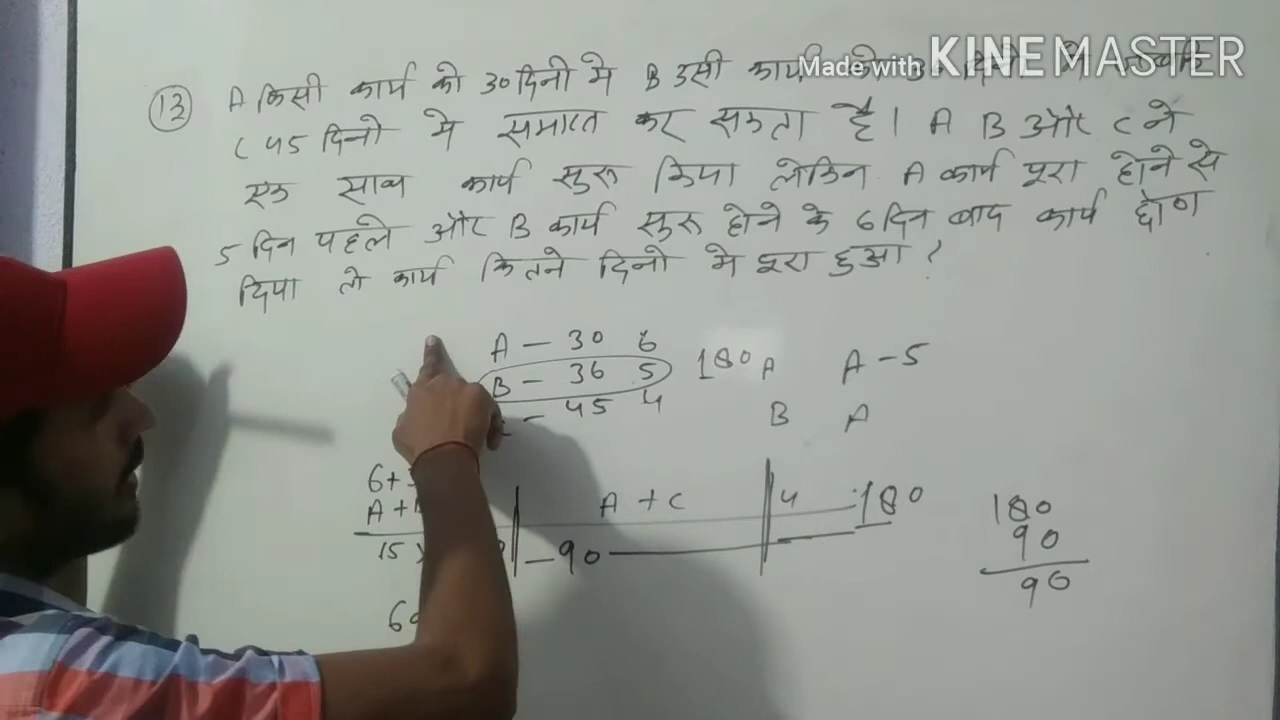 Made with KINEMASTER
13 A किसी कार्य को 30 दिनो मे B उसी कार्य
C 45 दिनो मे समाप्त कर सकता है। A B और C ने
एक साथ कार्य सुरू किया लेकिन A कार्य पूरा होने से
5 दिन पहले और B कार्य सुरू होने के 6 दिन बाद कार्य छोण
दिया तो कार्य कितने दिनो मे पूरा हुआ?
A - 30 6
B - 36 5 180 A A - 5
- 45 4 B A
6+
A+ A + C 4 180 180
15 90 90
90
60